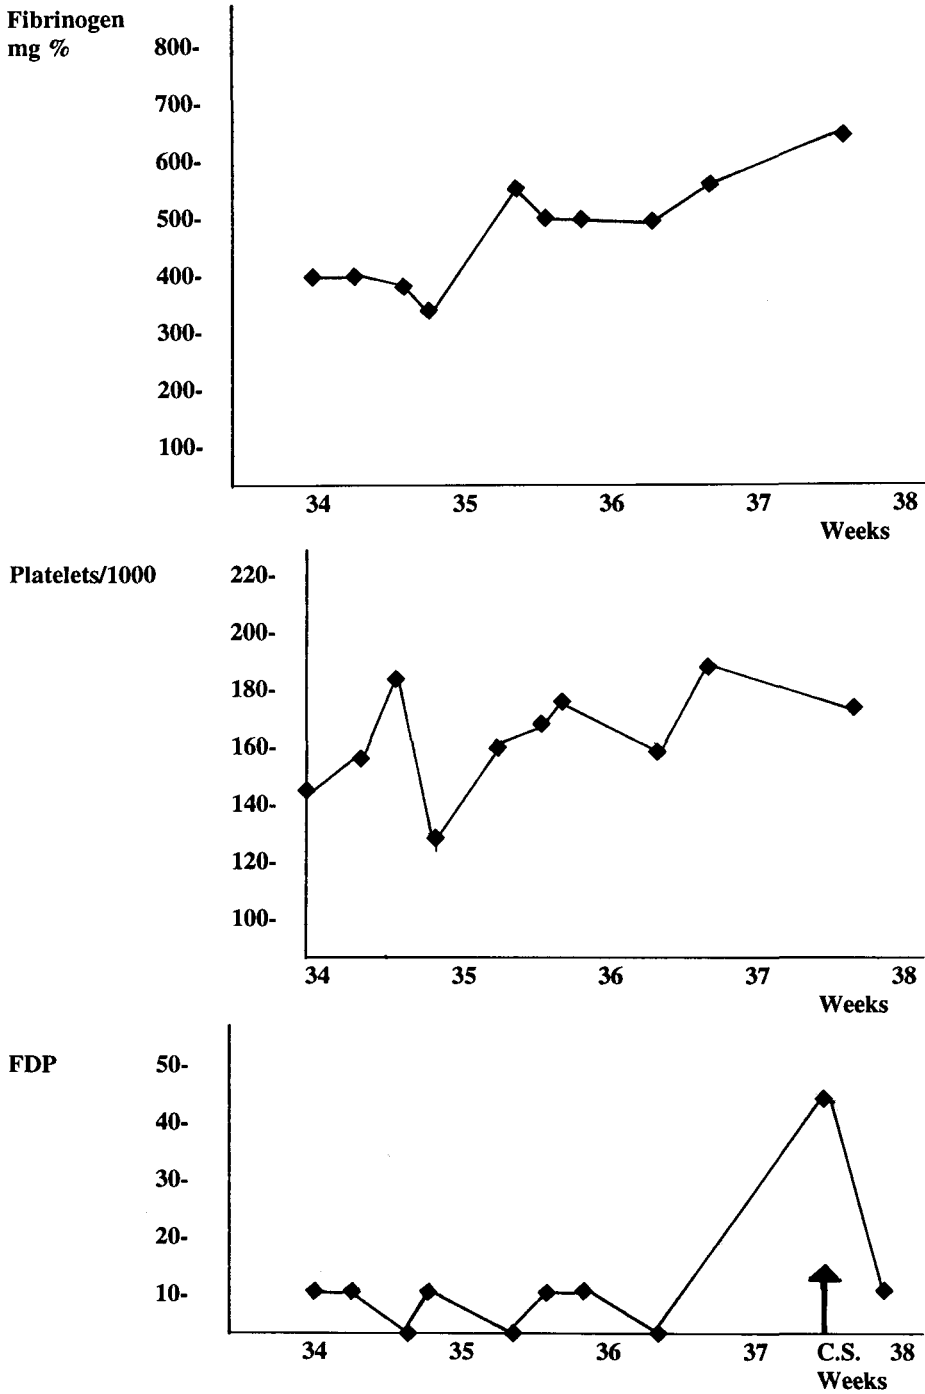 Fibrinogen
mg %
800-
700-
600-
500-
400-
300-
200-
100-
34 35 36 37 38
Weeks
Platelets/1000
220-
200-
180-
160-
140-
120-
100-
34 35 36 37 38
Weeks
FDP
50-
40-
30-
20-
10-
34 35 36 37 C.S. 38
Weeks